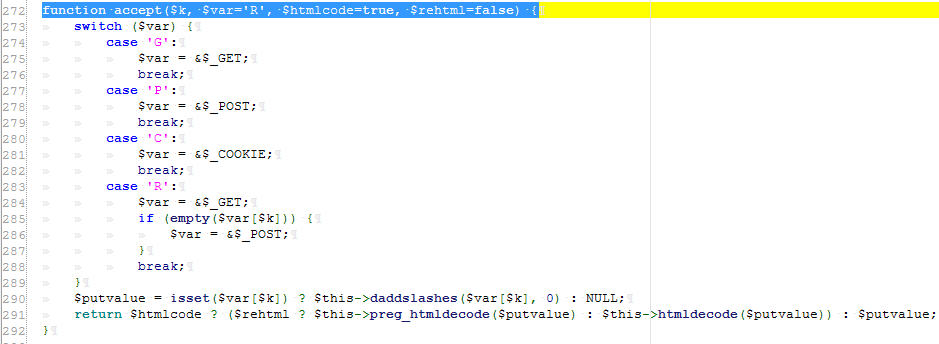 272 function accept($k, $var='R', $htmlcode=true, $rehtml=false) {
273 switch ($var) {
274 case 'G':
275 $var = &$_GET;
276 break;
277 case 'P':
278 $var = &$_POST;
279 break;
280 case 'C':
281 $var = &$_COOKIE;
282 break;
283 case 'R':
284 $var = &$_GET;
285 if (empty($var[$k])) {
286 $var = &$_POST;
287 }
288 break;
289 }
290 $putvalue = isset($var[$k]) ? $this->daddslashes($var[$k], 0) : NULL;
291 return $htmlcode ? ($rehtml ? $this->preg_htmldecode($putvalue) : $this->htmldecode($putvalue)) : $putvalue;
292 }